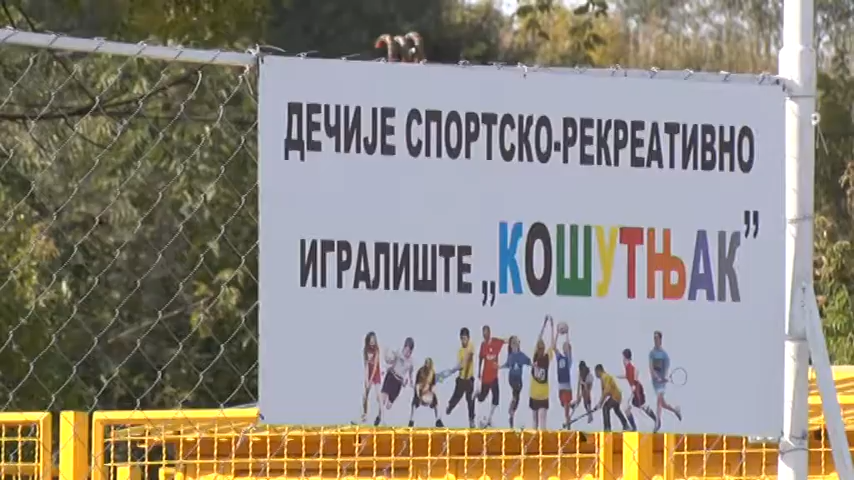 ДЕЧИЈЕ СПОРТСКО-РЕКРЕАТИВНО
ИГРАЛИШТЕ „КОШУТЊАК”